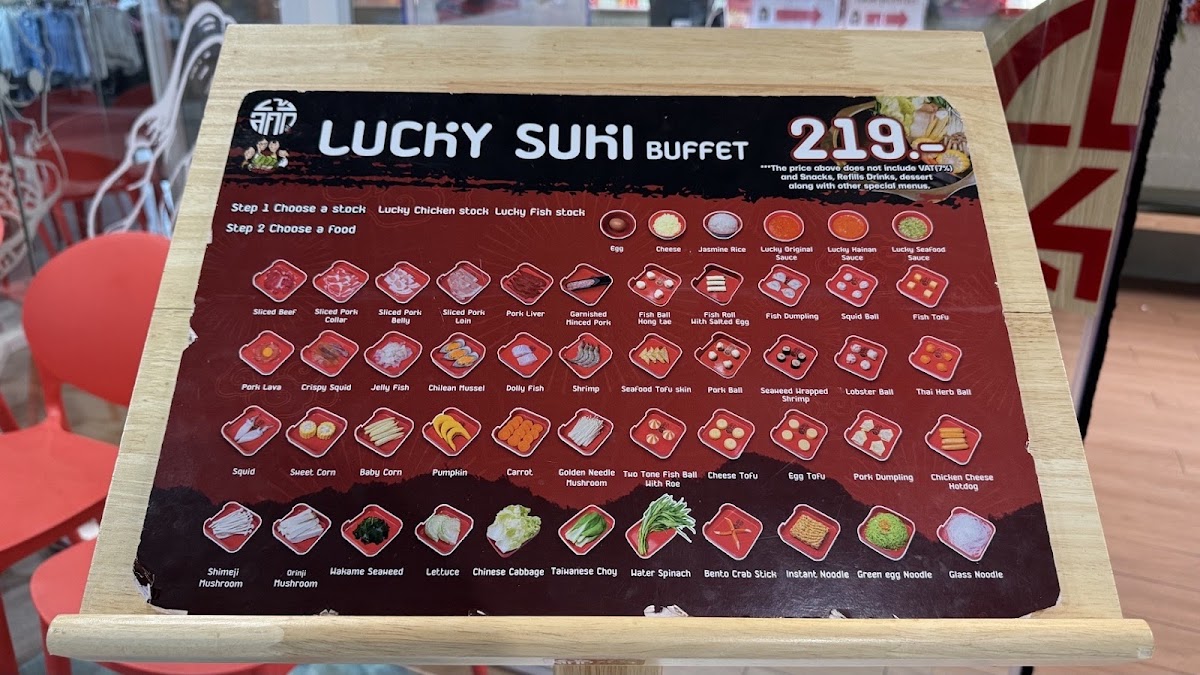 LUCKY SUKI BUFFET
219.-
***The price above does not include VAT(7%)
and Snacks, Refills Drinks, dessert
along with other special menus.
Step 1 Choose a stock Lucky Chicken stock Lucky Fish stock
Step 2 Choose a food
Egg
Cheese
Jasmine Rice
Lucky Original
Sauce
Lucky Hainan
Sauce
Lucky Seafood
Sauce
Sliced Beef
Sliced Pork
Collar
Sliced Pork
Belly
Sliced Pork
Loin
Pork Liver
Garnished
Minced Pork
Fish Ball
Hong tae
Fish Roll
With Salted Egg
Fish Dumpling
Squid Ball
Fish Tofu
Pork Lava
Crispy Squid
Jelly Fish
Chilean Mussel
Dolly Fish
Shrimp
Seafood Tofu skin
Pork Ball
Seaweed Wrapped
Shrimp
Lobster Ball
Thai Herb Ball
Squid
Sweet Corn
Baby Corn
Pumpkin
Carrot
Golden Needle
Mushroom
Two Tone Fish Ball
With Roe
Cheese Tofu
Egg Tofu
Pork Dumpling
Chicken Cheese
Hotdog
Shimeji
Mushroom
Orinji
Mushroom
Wakame Seaweed
Lettuce
Chinese Cabbage
Taiwanese Choy
Water Spinach
Bento Crab Stick
Instant Noodle
Green egg Noodle
Glass Noodle